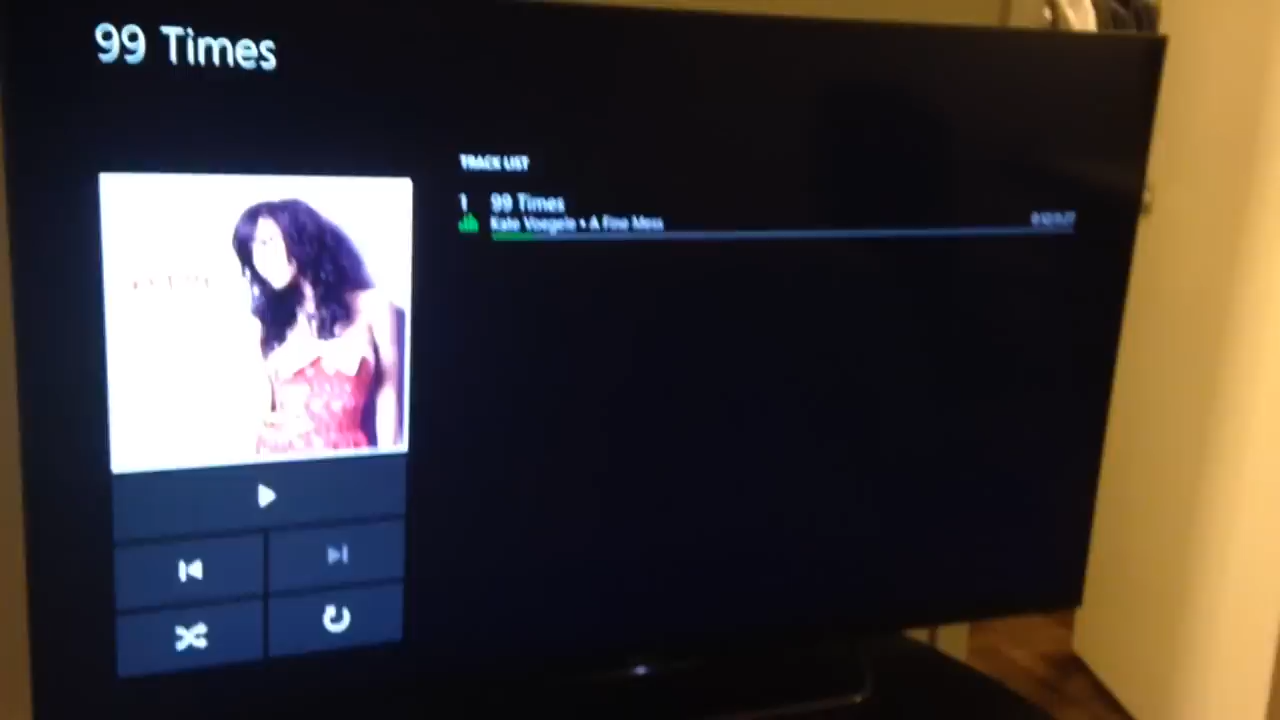 99 Times
TRACK LIST
1 99 Times
Kate Voegele • A Fine Mess